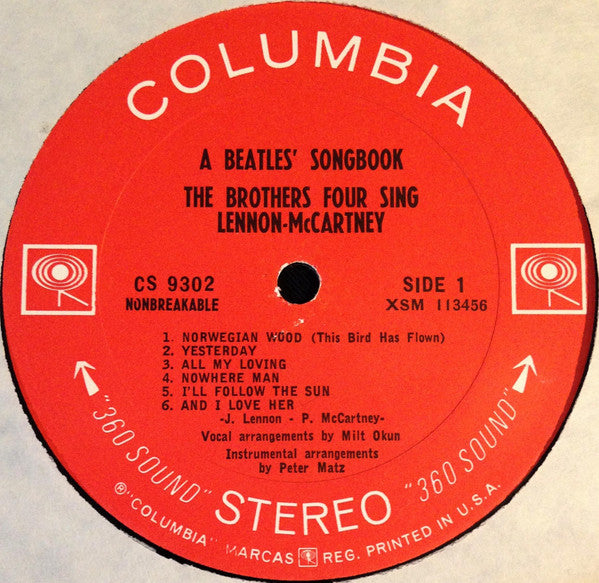 COLUMBIA
A BEATLES' SONGBOOK
THE BROTHERS FOUR SING
LENNON-McCARTNEY
CS 9302
NONBREAKABLE
SIDE 1
XSM 113456
1. NORWEGIAN WOOD (This Bird Has Flown)
2. YESTERDAY
3. ALL MY LOVING
4. NOWHERE MAN
5. I'LL FOLLOW THE SUN
6. AND I LOVE HER
-J. Lennon - P. McCartney-
Vocal arrangements by Milt Okun
Instrumental arrangements
by Peter Matz
"360 SOUND" STEREO "360 SOUND"
®"COLUMBIA" MARCAS REG. PRINTED IN U.S.A.